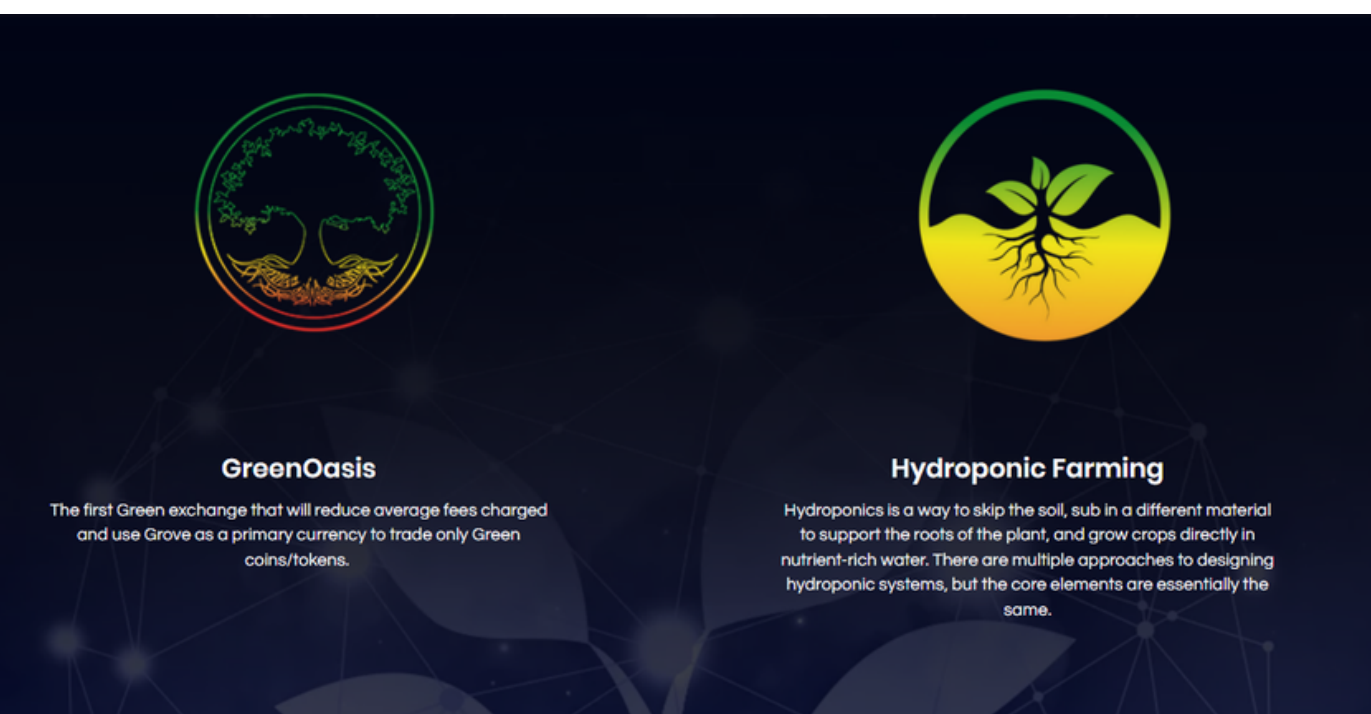 GreenOasis
The first Green exchange that will reduce average fees charged
and use Grove as a primary currency to trade only Green
coins/tokens.
Hydroponic Farming
Hydroponics is a way to skip the soil, sub in a different material
to support the roots of the plant, and grow crops directly in
nutrient-rich water. There are multiple approaches to designing
hydroponic systems, but the core elements are essentially the
same.